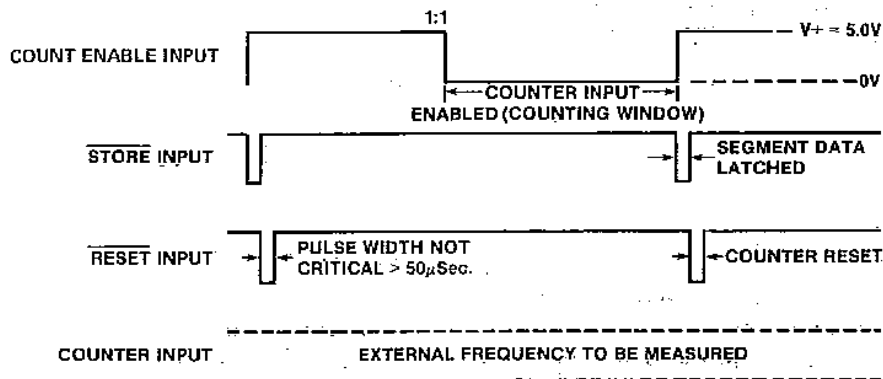 1:1
V+ = 5.0V
COUNT ENABLE INPUT
0V
COUNTER INPUT
ENABLED (COUNTING WINDOW)
STORE INPUT
SEGMENT DATA
LATCHED
RESET INPUT
PULSE WIDTH NOT
CRITICAL > 50μSec.
COUNTER RESET
COUNTER INPUT
EXTERNAL FREQUENCY TO BE MEASURED